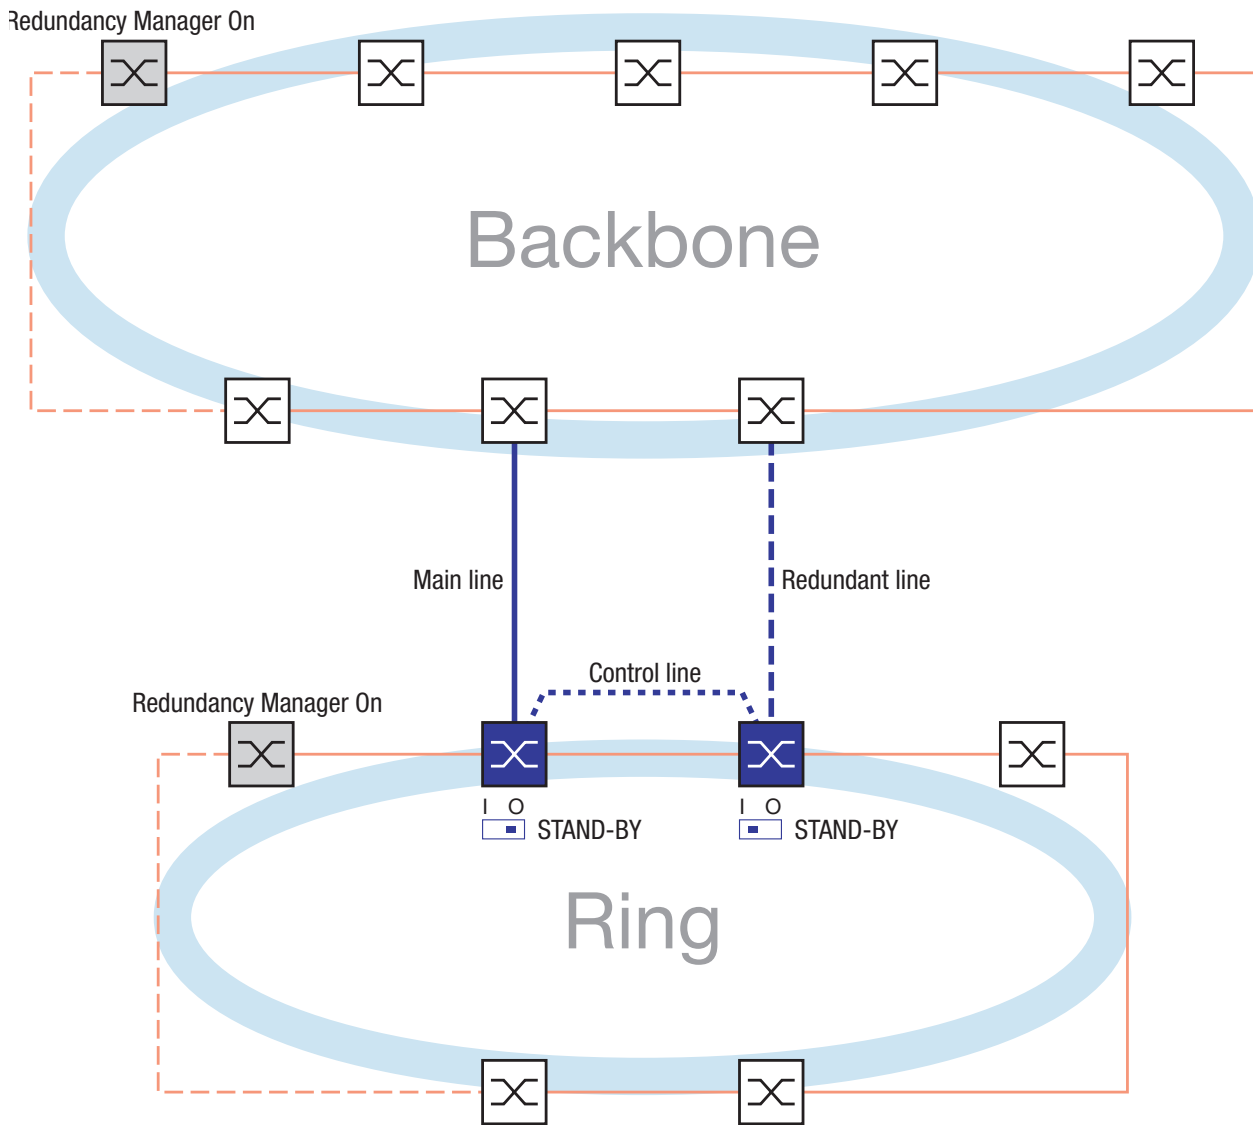 Redundancy Manager On
Backbone
Main line
Redundant line
Control line
Redundancy Manager On
I O
I O
STAND-BY
STAND-BY
Ring